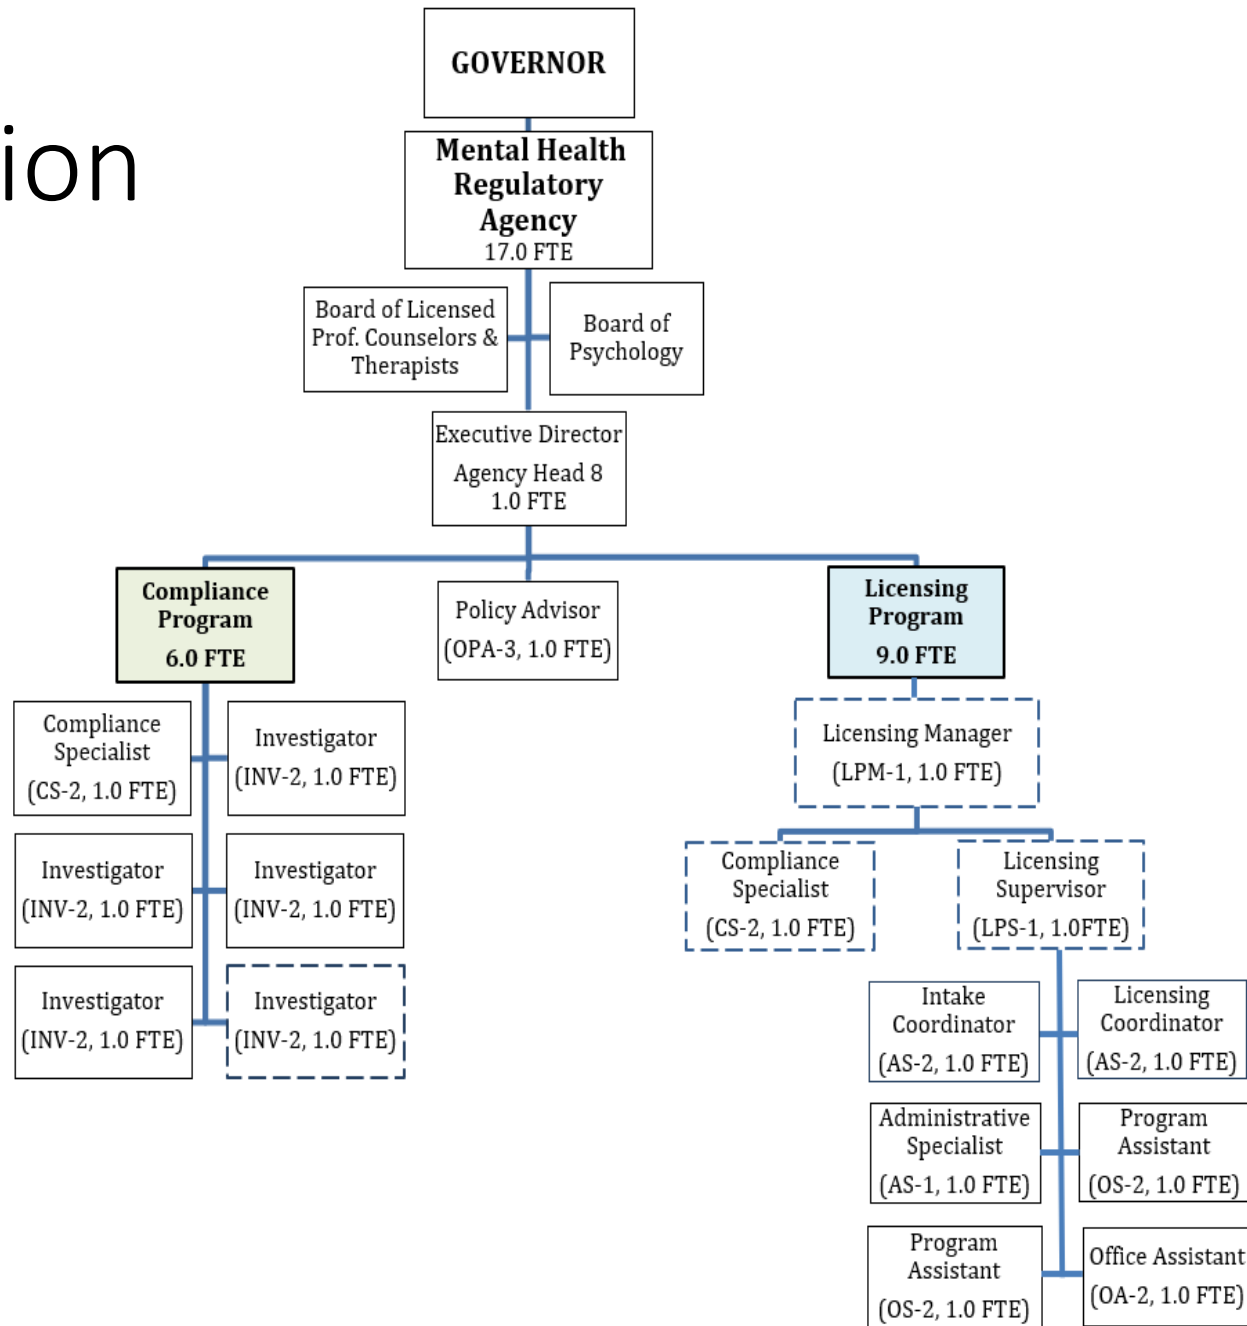 GOVERNOR
ion
Mental Health
Regulatory
Agency
17.0 FTE
Board of Licensed
Prof. Counselors &
Therapists
Board of
Psychology
Executive Director
Agency Head 8
1.0 FTE
Compliance
Program
6.0 FTE
Policy Advisor
(OPA-3, 1.0 FTE)
Licensing
Program
9.0 FTE
Compliance
Specialist
(CS-2, 1.0 FTE)
Investigator
(INV-2, 1.0 FTE)
Investigator
(INV-2, 1.0 FTE)
Investigator
(INV-2, 1.0 FTE)
Investigator
(INV-2, 1.0 FTE)
Investigator
(INV-2, 1.0 FTE)
Licensing Manager
(LPM-1, 1.0 FTE)
Compliance
Specialist
(CS-2, 1.0 FTE)
Licensing
Supervisor
(LPS-1, 1.0FTE)
Intake
Coordinator
(AS-2, 1.0 FTE)
Licensing
Coordinator
(AS-2, 1.0 FTE)
Administrative
Specialist
(AS-1, 1.0 FTE)
Program
Assistant
(OS-2, 1.0 FTE)
Program
Assistant
(OS-2, 1.0 FTE)
Office Assistant
(OA-2, 1.0 FTE)